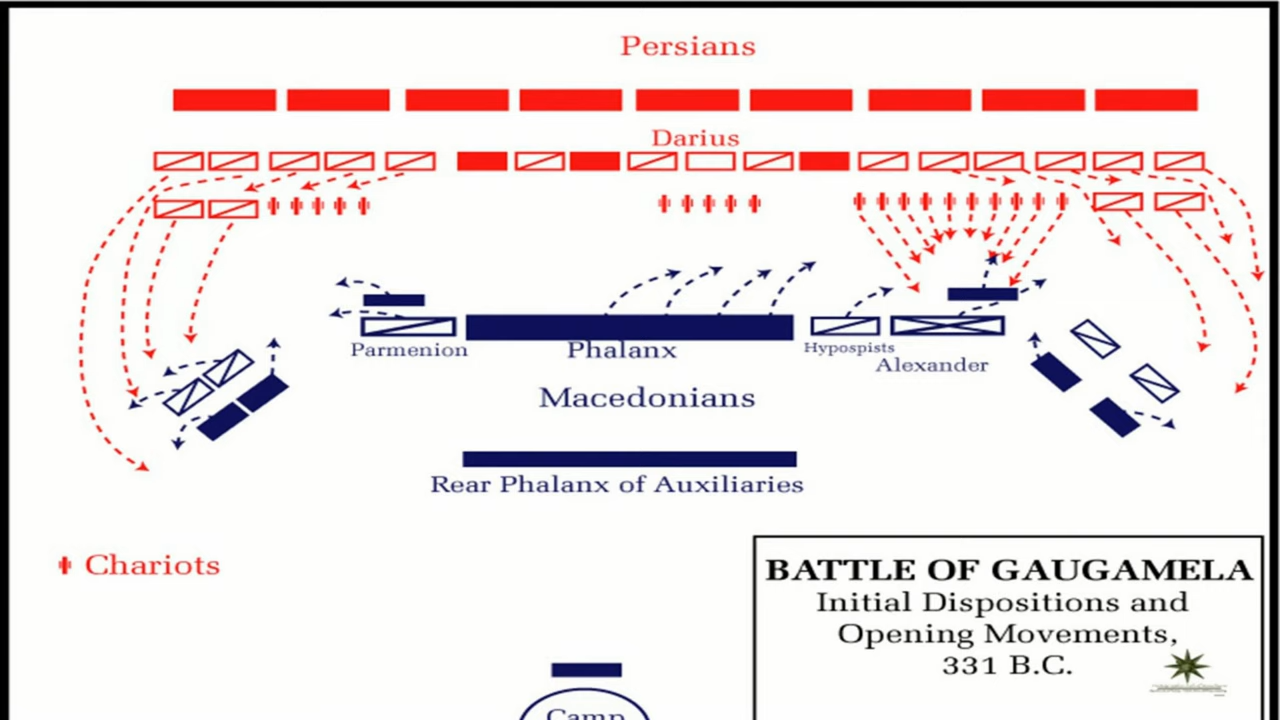 Persians
Darius
Parmenion
Phalanx
Hypospists
Alexander
Macedonians
Rear Phalanx of Auxiliaries
Chariots
BATTLE OF GAUGAMELA
Initial Dispositions and
Opening Movements,
331 B.C.
Camp